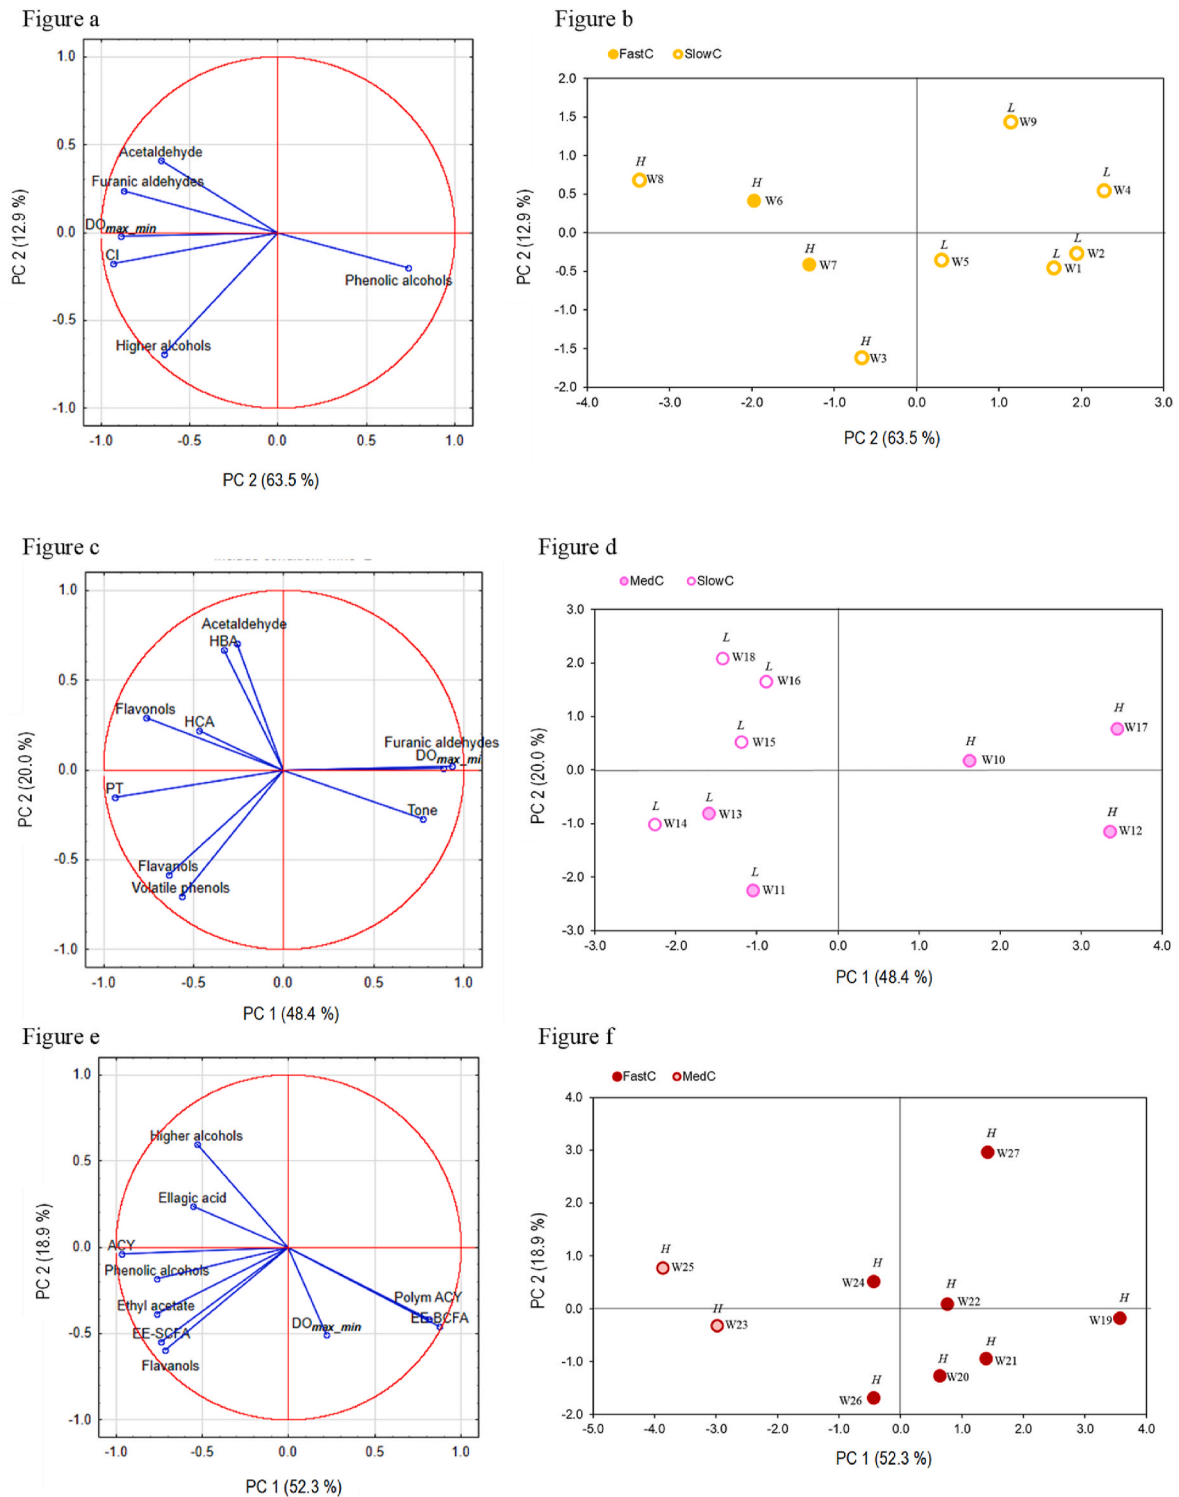 Figure a
1.0
0.5
0.0
-0.5
-1.0
PC 2 (12.9 %)
Acetaldehyde
Furanic aldehydes
DOmax_min
CI
Phenolic alcohols
Higher alcohols
-1.0 -0.5 0.0 0.5 1.0
PC 2 (63.5 %)
Figure b
FastC SlowC
2.0
1.5
1.0
0.5
0.0
-0.5
-1.0
-1.5
-2.0
PC 2 (12.9 %)
L
W9
H
W8
H
W6
L
W4
H
W7
L
W5
L
W2
L
W1
H
W3
-4.0 -3.0 -2.0 -1.0 0.0 1.0 2.0 3.0
PC 2 (63.5 %)
Figure c
1.0
0.5
0.0
-0.5
-1.0
PC 2 (20.0 %)
Acetaldehyde
HBA
Flavonols
HCA
Furanic aldehydes
DOmax_mi
PT
Tone
Flavanols
Volatile phenols
-1.0 -0.5 0.0 0.5 1.0
PC 1 (48.4 %)
Figure d
MedC SlowC
3.0
2.0
1.0
0.0
-1.0
-2.0
-3.0
PC 2 (20.0 %)
L
W18
L
W16
L
W15
H
W17
H
W10
L
W14
L
W13
H
W12
L
W11
-3.0 -2.0 -1.0 0.0 1.0 2.0 3.0 4.0
PC 1 (48.4 %)
Figure e
1.0
0.5
0.0
-0.5
-1.0
PC 2 (18.9 %)
Higher alcohols
Ellagic acid
ACY
Phenolic alcohols
Ethyl acetate
EE-SCFA
Flavanols
DOmax_min
Polym ACY
EE-BCFA
-1.0 -0.5 0.0 0.5 1.0
PC 1 (52.3 %)
Figure f
FastC MedC
4.0
3.0
2.0
1.0
0.0
-1.0
-2.0
PC 2 (18.9 %)
H
W27
H
W25
H
W24
H
W22
H
W19
H
W23
H
W21
H
W20
H
W26
-5.0 -4.0 -3.0 -2.0 -1.0 0.0 1.0 2.0 3.0 4.0
PC 1 (52.3 %)